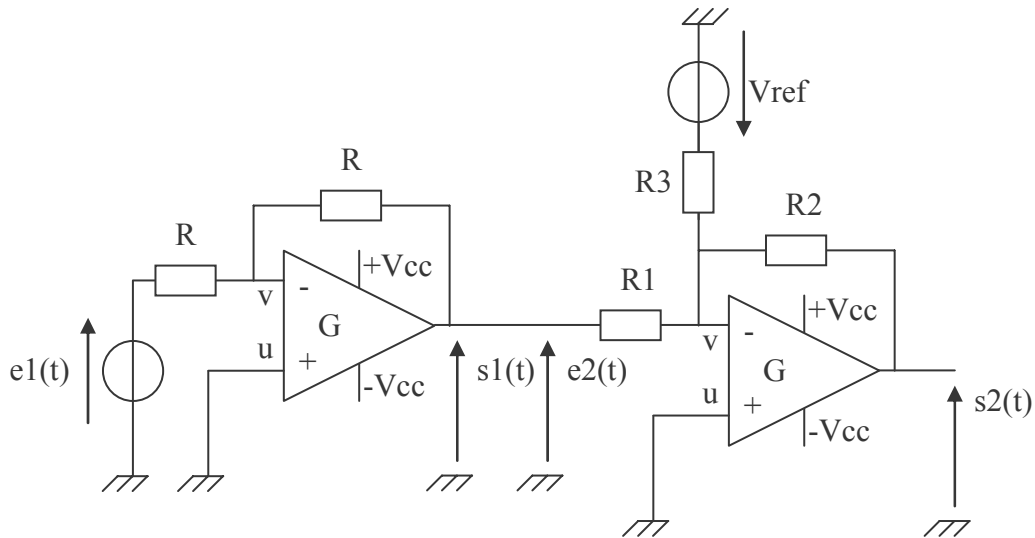 Vref
R
R3
R2
R
+Vcc
R1
+Vcc
v
-
G
v
-
G
u
+
e1(t)
-Vcc
s1(t)
e2(t)
u
+
-Vcc
s2(t)